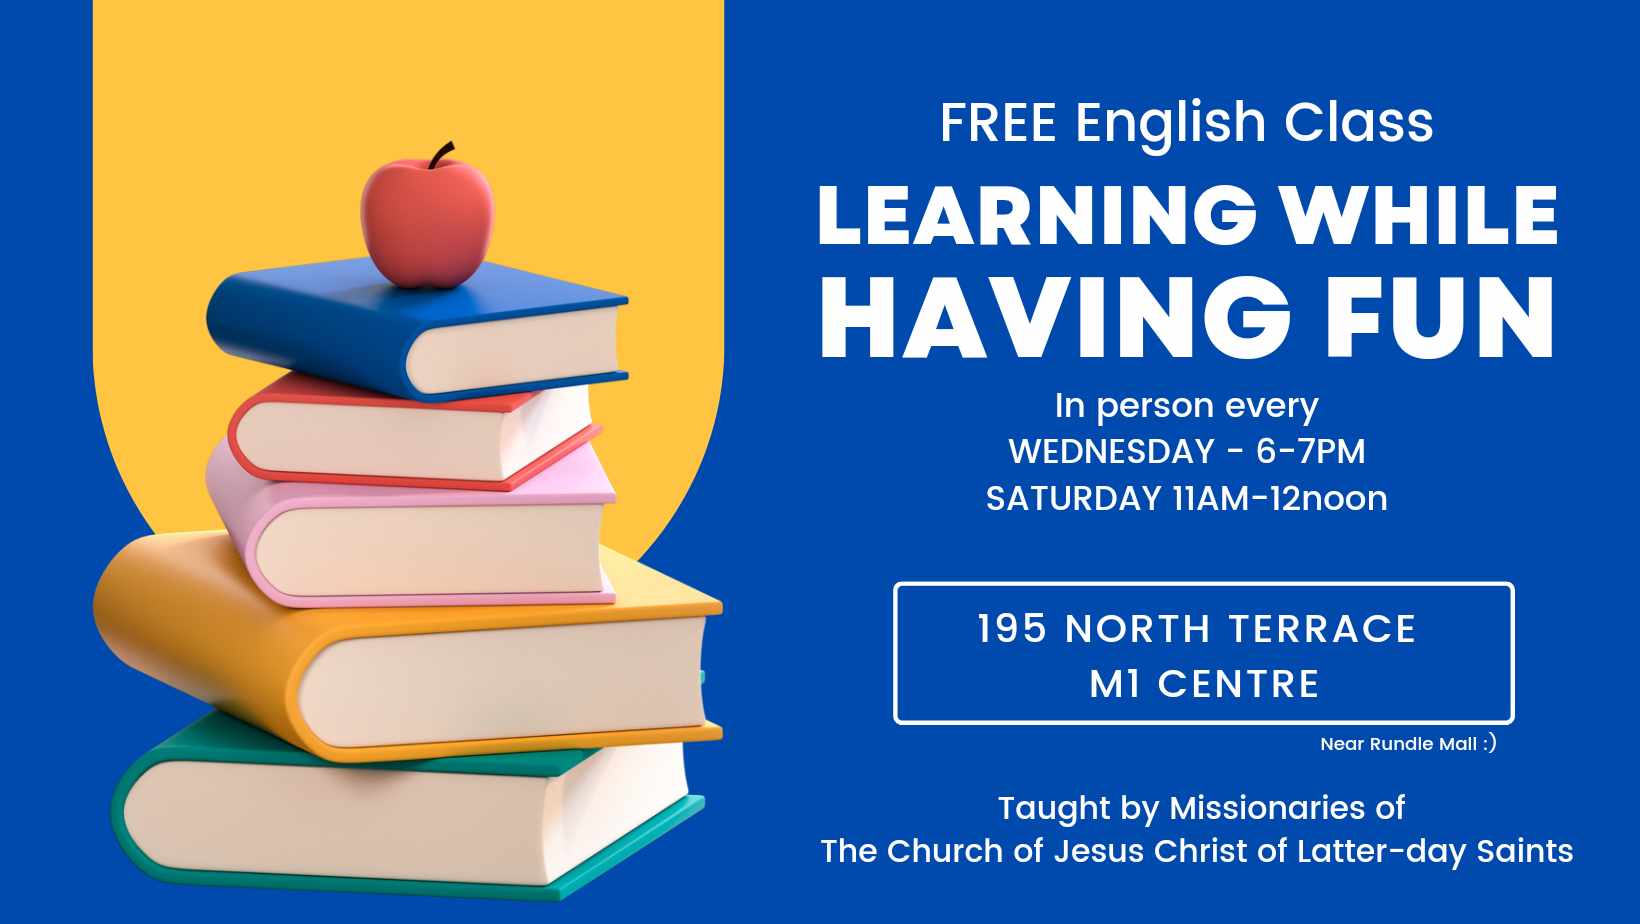 FREE English Class
LEARNING WHILE
HAVING FUN
In person every
WEDNESDAY - 6-7PM
SATURDAY 11AM-12noon
195 NORTH TERRACE
M1 CENTRE
Near Rundle Mall :)
Taught by Missionaries of
The Church of Jesus Christ of Latter-day Saints